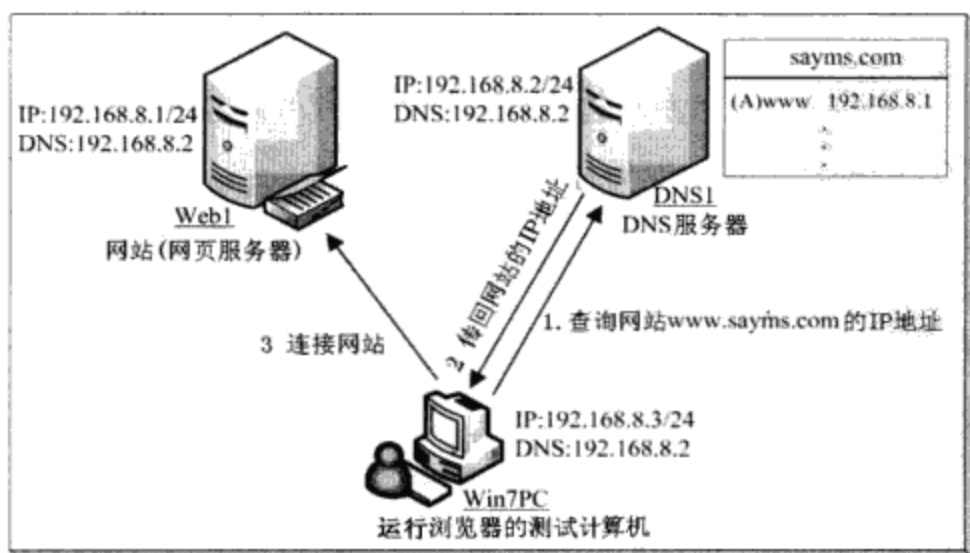 IP:192.168.8.1/24
DNS:192.168.8.2
Web1
网站(网页服务器)
IP:192.168.8.2/24
DNS:192.168.8.2
DNS1
DNS服务器
sayms.com
(A)www 192.168.8.1
1. 查询网站www.sayms.com的IP地址
2 传回网站的IP地址
3 连接网站
IP:192.168.8.3/24
DNS:192.168.8.2
Win7PC
运行浏览器的测试计算机